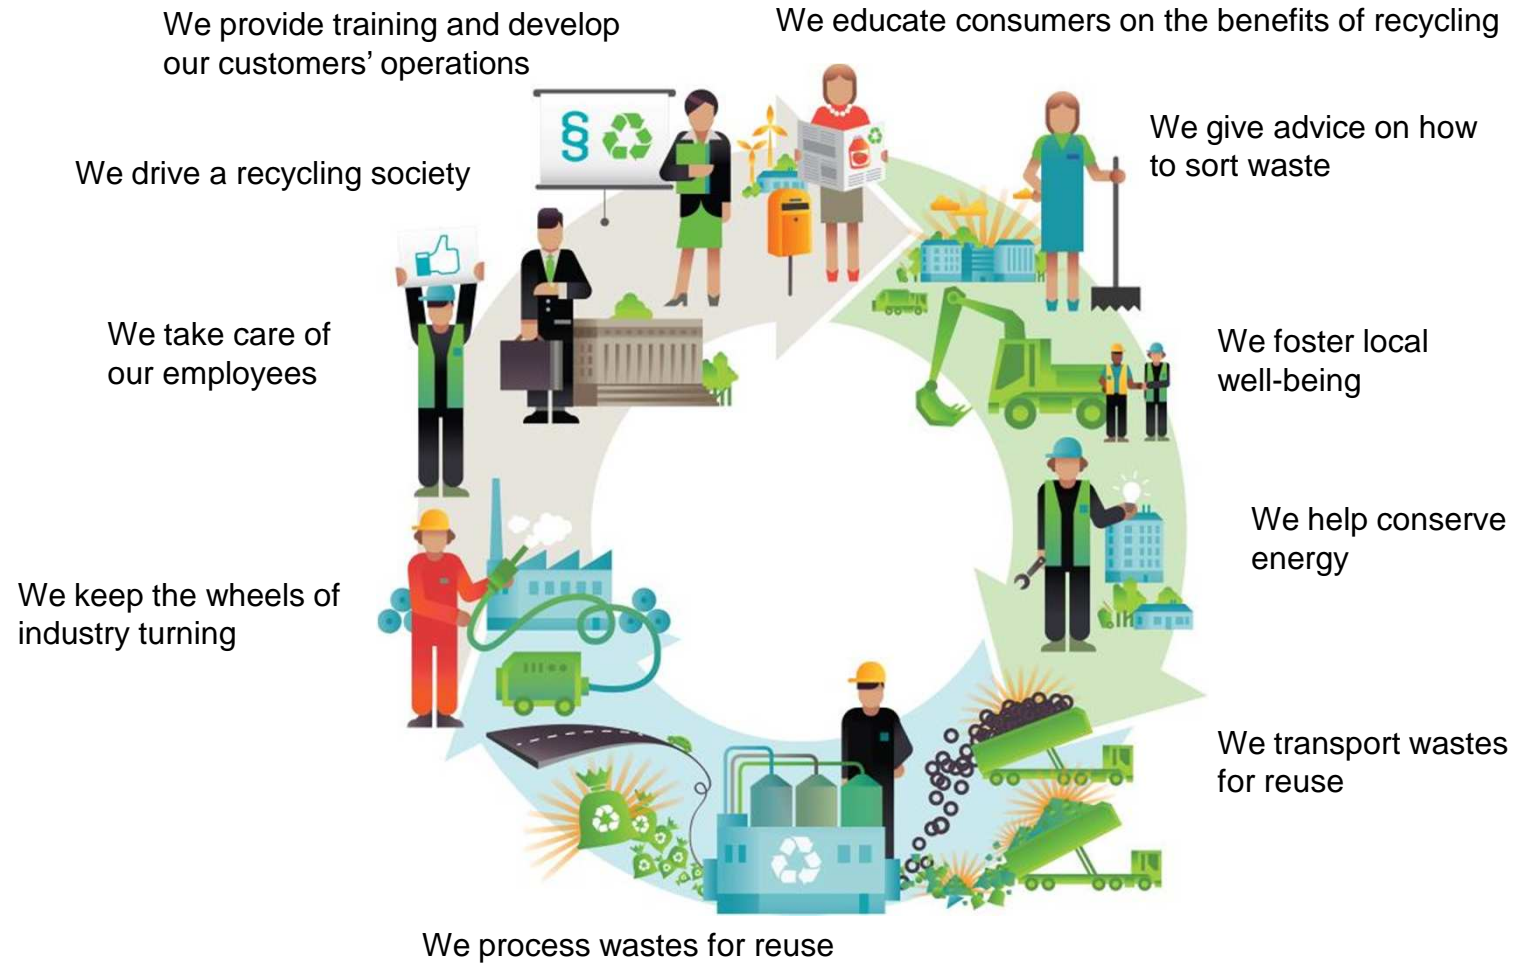 We provide training and develop
our customers’ operations
We educate consumers on the benefits of recycling
We give advice on how
to sort waste
We drive a recycling society
We take care of
our employees
We foster local
well-being
We help conserve
energy
We keep the wheels of
industry turning
We transport wastes
for reuse
We process wastes for reuse
§